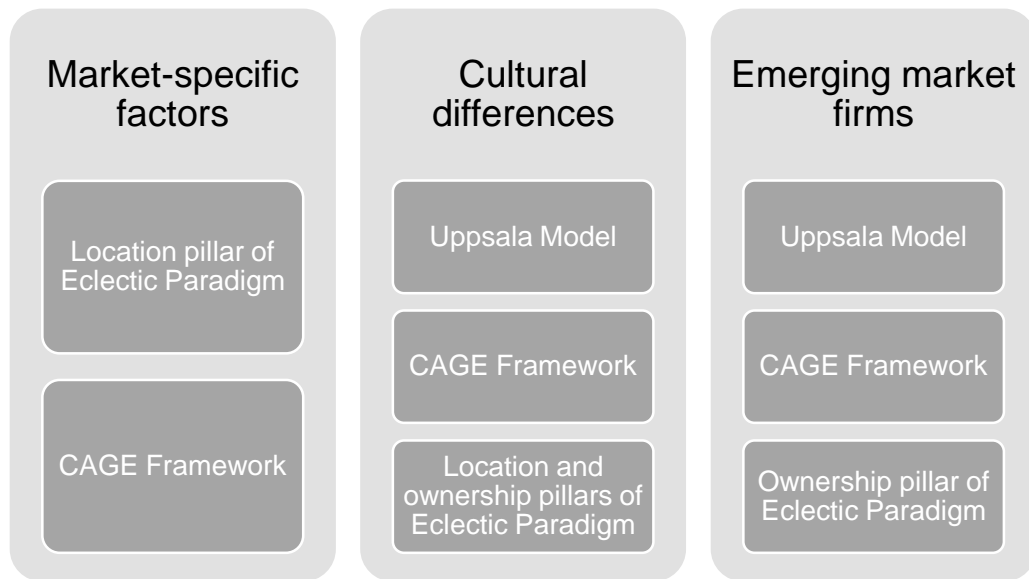 Market-specific
factors
Location pillar of
Eclectic Paradigm
CAGE Framework
Cultural
differences
Uppsala Model
CAGE Framework
Location and
ownership pillars of
Eclectic Paradigm
Emerging market
firms
Uppsala Model
CAGE Framework
Ownership pillar of
Eclectic Paradigm